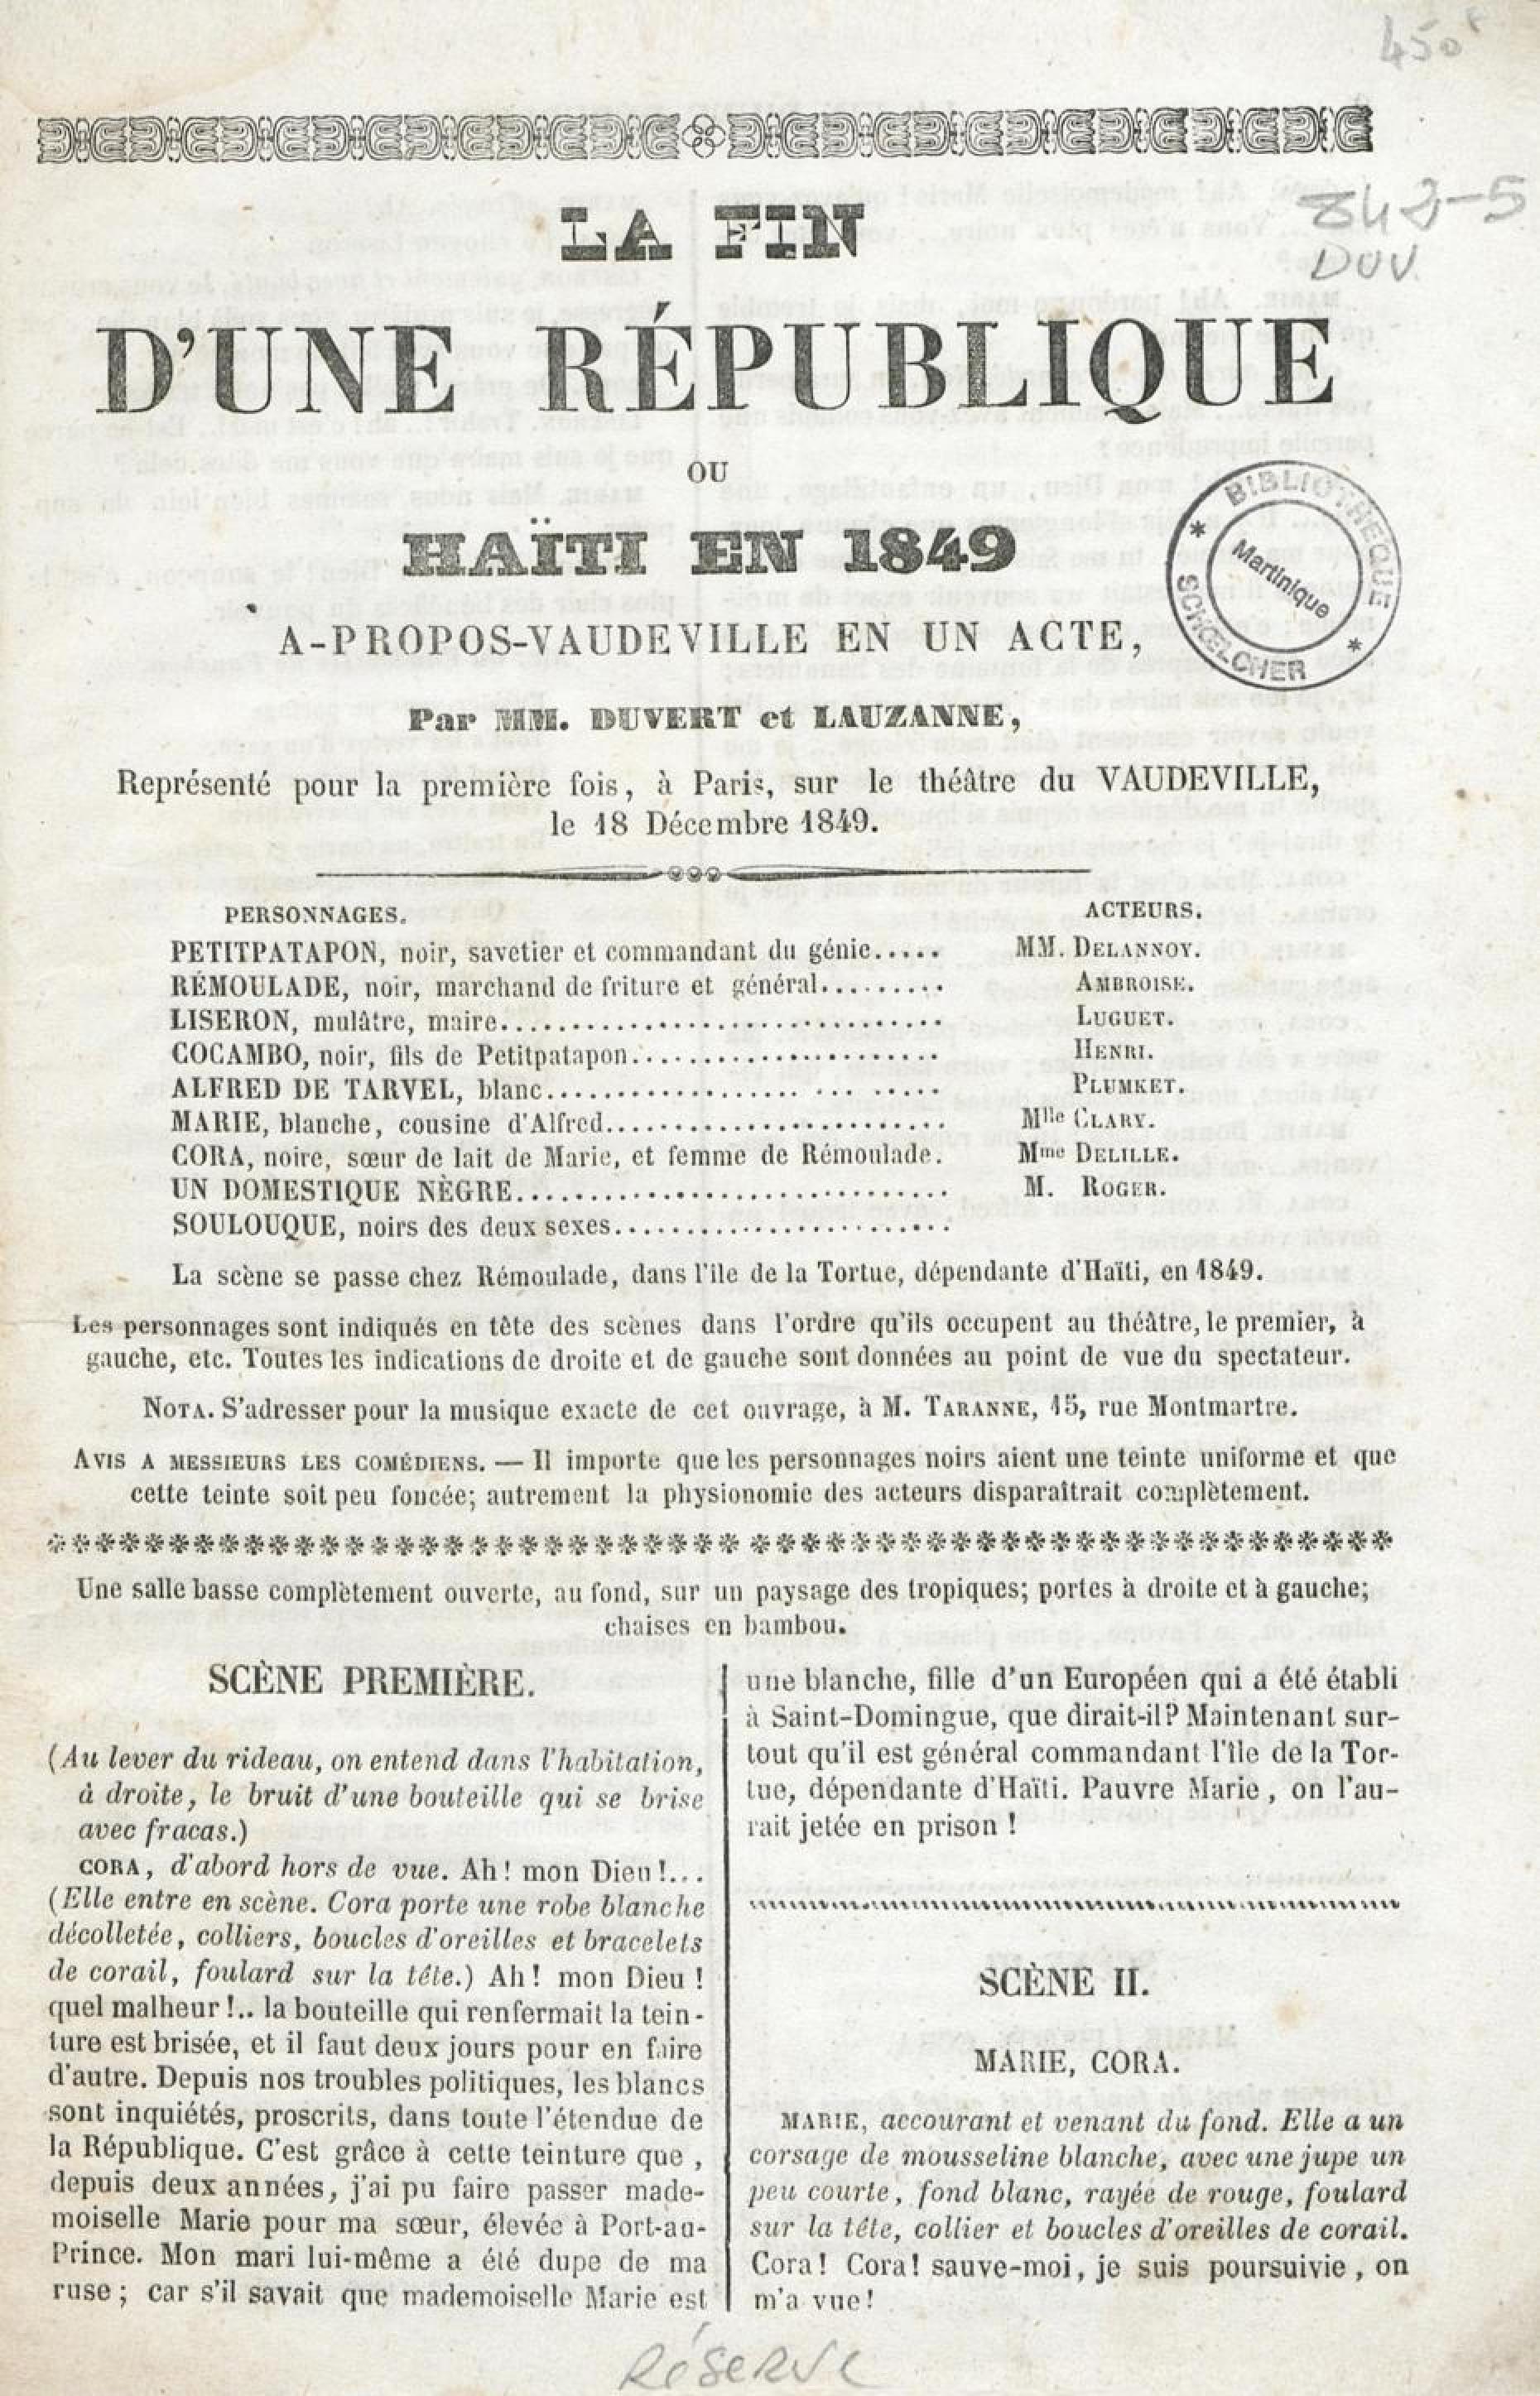 450 F
842-5
DUV.
LA FIN
D'UNE RÉPUBLIQUE
OU
HAÏTI EN 1849
A-PROPOS-VAUDEVILLE EN UN ACTE,
Par MM. DUVERT et LAUZANNE,
BIBLIOTHEQUE
Martinique
SCHŒLCHER
Représenté pour la première fois, à Paris, sur le théâtre du VAUDEVILLE,
le 18 Décembre 1849.
PERSONNAGES. ACTEURS.
PETITPATAPON, noir, savetier et commandant du génie..... MM. DELANNOY.
RÉMOULADE, noir, marchand de friture et général......... AMBROISE.
LISERON, mulâtre, maire.............................. LUGUET.
COCAMBO, noir, fils de Petitpatapon..................... HENRI.
ALFRED DE TARVEL, blanc.................. ... ..... PLUMKET.
MARIE, blanche, cousine d'Alfred....................... Mlle CLARY.
CORA, noire, sœur de lait de Marie, et femme de Rémoulade. Mme DELILLE.
UN DOMESTIQUE NÈGRE............................. M. ROGER.
SOULOUQUE, noirs des deux sexes.......................
La scène se passe chez Rémoulade, dans l'île de la Tortue, dépendante d'Haïti, en 1849.
Les personnages sont indiqués en tête des scènes dans l'ordre qu'ils occupent au théâtre, le premier, à
gauche, etc. Toutes les indications de droite et de gauche sont données au point de vue du spectateur.
NOTA. S'adresser pour la musique exacte de cet ouvrage, à M. TARANNE, 15, rue Montmartre.
AVIS A MESSIEURS LES COMÉDIENS. — Il importe que les personnages noirs aient une teinte uniforme et que
cette teinte soit peu foncée; autrement la physionomie des acteurs disparaîtrait complètement.
Une salle basse complètement ouverte, au fond, sur un paysage des tropiques; portes à droite et à gauche;
chaises en bambou.
SCÈNE PREMIÈRE.
(Au lever du rideau, on entend dans l'habitation,
à droite, le bruit d'une bouteille qui se brise
avec fracas.)
CORA, d'abord hors de vue. Ah! mon Dieu!...
(Elle entre en scène. Cora porte une robe blanche
décolletée, colliers, boucles d'oreilles et bracelets
de corail, foulard sur la tête.) Ah! mon Dieu!
quel malheur!.. la bouteille qui renfermait la tein-
ture est brisée, et il faut deux jours pour en faire
d'autre. Depuis nos troubles politiques, les blancs
sont inquiétés, proscrits, dans toute l'étendue de
la République. C'est grâce à cette teinture que,
depuis deux années, j'ai pu faire passer made-
moiselle Marie pour ma sœur, élevée à Port-au-
Prince. Mon mari lui-même a été dupe de ma
ruse; car s'il savait que mademoiselle Marie est
une blanche, fille d'un Européen qui a été établi
à Saint-Domingue, que dirait-il? Maintenant sur-
tout qu'il est général commandant l'île de la Tor-
tue, dépendante d'Haïti. Pauvre Marie, on l'au-
rait jetée en prison!
SCÈNE II.
MARIE, CORA.
MARIE, accourant et venant du fond. Elle a un
corsage de mousseline blanche, avec une jupe un
peu courte, fond blanc, rayée de rouge, foulard
sur la tête, collier et boucles d'oreilles de corail.
Cora! Cora! sauve-moi, je suis poursuivie, on
m'a vue!
RéSERVE